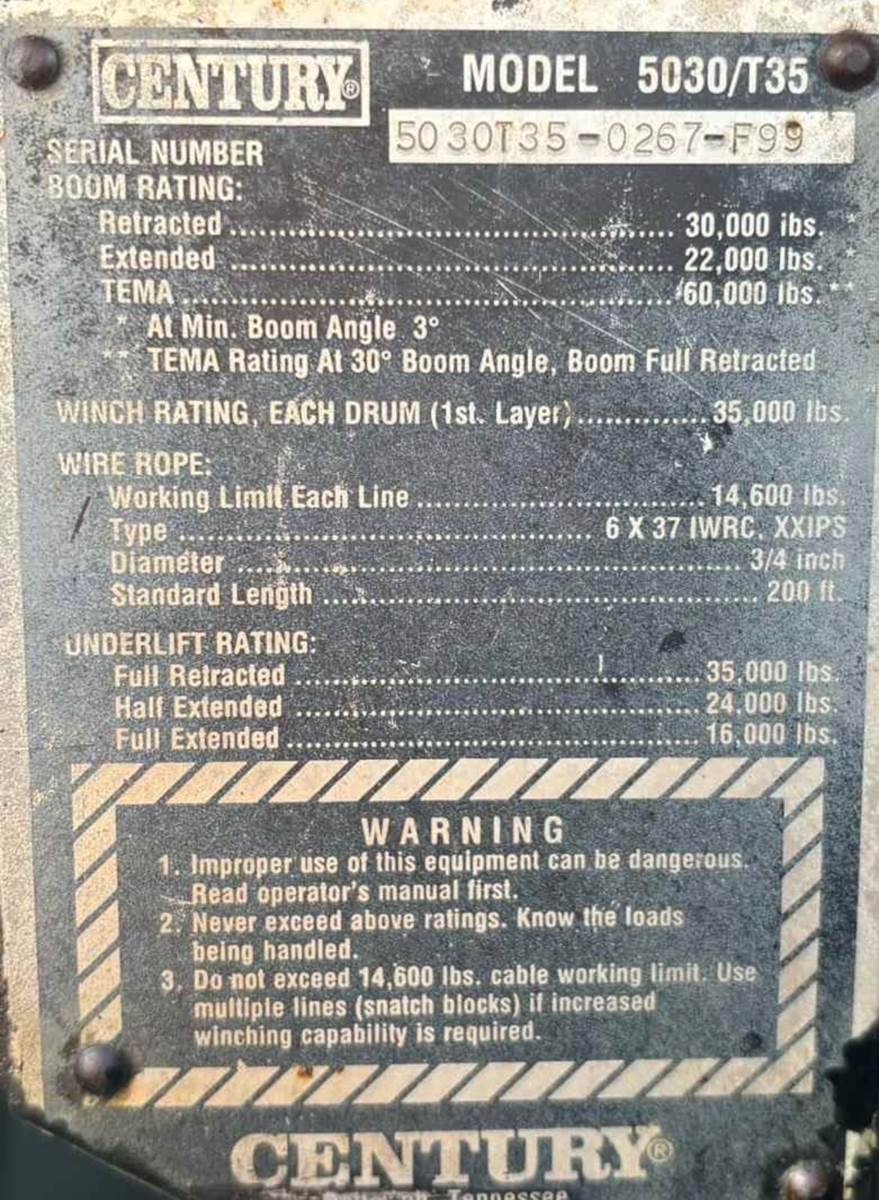 CENTURY®
MODEL 5030/T35
SERIAL NUMBER 5030T35-0267-F99
BOOM RATING:
Retracted ........................................ 30,000 ibs. *
Extended ........................................ 22,000 lbs. *
TEMA ........................................ 60,000 lbs. **
* At Min. Boom Angle 3°
** TEMA Rating At 30° Boom Angle, Boom Full Retracted
WINCH RATING, EACH DRUM (1st. Layer) .............. 35,000 lbs.
WIRE ROPE:
Working Limit Each Line .............................. 14,600 lbs.
Type ........................................ 6 X 37 IWRC. XXIPS
Diameter ........................................ 3/4 inch
Standard Length ........................................ 200 ft.
UNDERLIFT RATING:
Full Retracted ........................................ 35,000 lbs.
Half Extended ........................................ 24,000 lbs.
Full Extended ........................................ 16,000 lbs.
WARNING
1. Improper use of this equipment can be dangerous.
Read operator's manual first.
2. Never exceed above ratings. Know the loads
being handled.
3. Do not exceed 14,600 lbs. cable working limit. Use
multiple lines (snatch blocks) if increased
winching capability is required.
CENTURY®
Tennessee